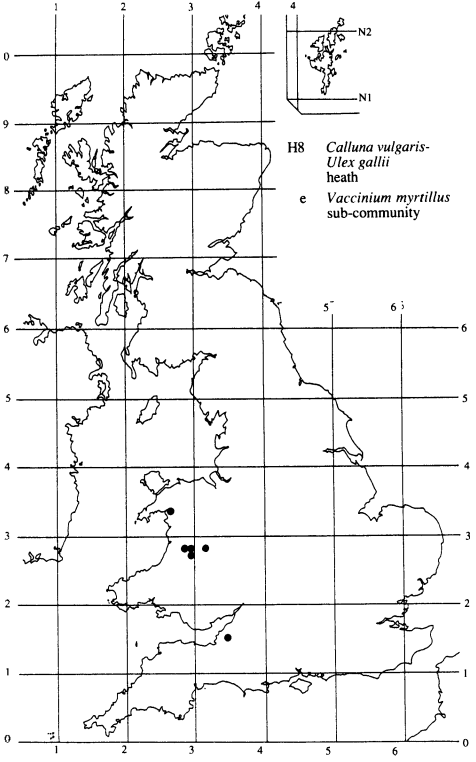 1 2 3 4 4
N2
N1
0
9
H8 Calluna vulgaris-
Ulex gallii
heath
e Vaccinium myrtillus
sub-community
8
7
5 6
6 6
5 5
4 4
3 3
2 2
1 1
0 0
1 2 3 4 5 6